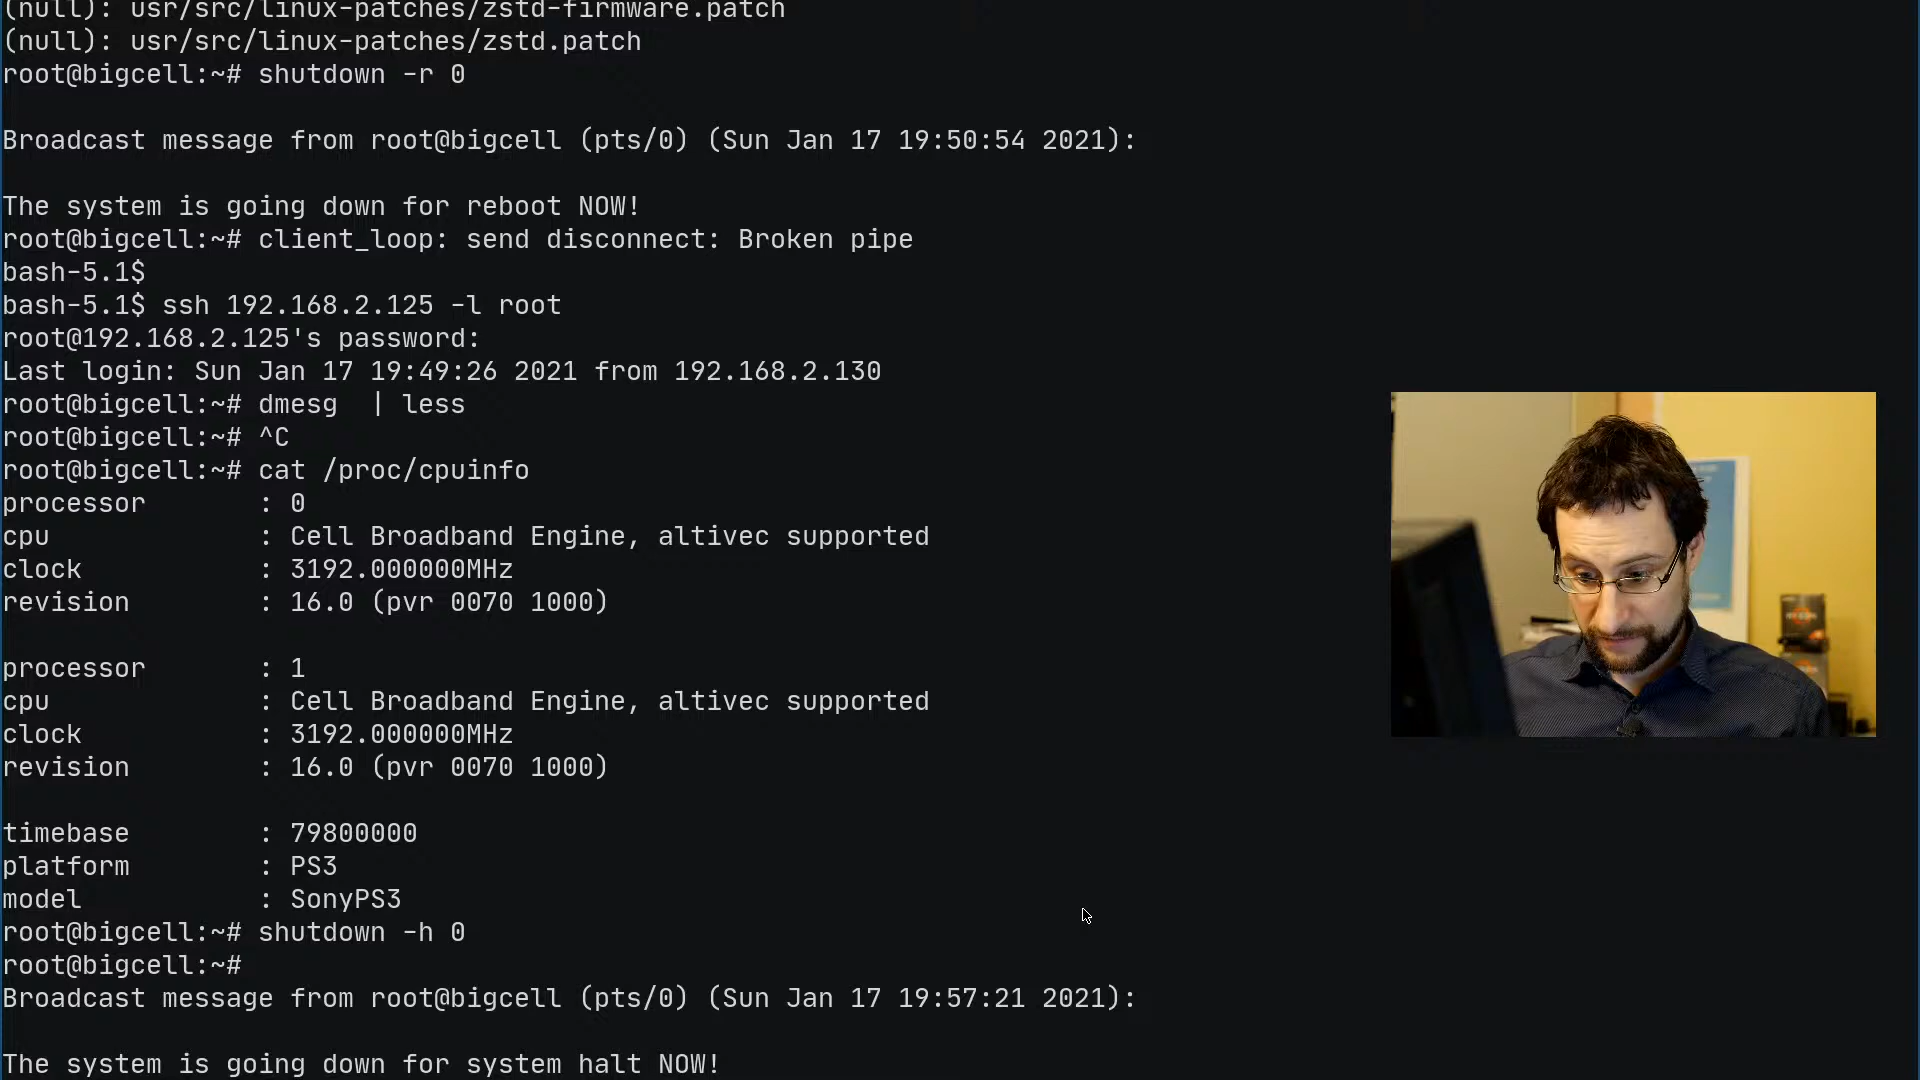 (null): usr/src/linux-patches/zstd-firmware.patch
(null): usr/src/linux-patches/zstd.patch
root@bigcell:~# shutdown -r 0
Broadcast message from root@bigcell (pts/0) (Sun Jan 17 19:50:54 2021):
The system is going down for reboot NOW!
root@bigcell:~# client_loop: send disconnect: Broken pipe
bash-5.1$
bash-5.1$ ssh 192.168.2.125 -l root
root@192.168.2.125's password:
Last login: Sun Jan 17 19:49:26 2021 from 192.168.2.130
root@bigcell:~# dmesg  | less
root@bigcell:~# ^C
root@bigcell:~# cat /proc/cpuinfo
processor       : 0
cpu             : Cell Broadband Engine, altivec supported
clock           : 3192.000000MHz
revision        : 16.0 (pvr 0070 1000)
processor       : 1
cpu             : Cell Broadband Engine, altivec supported
clock           : 3192.000000MHz
revision        : 16.0 (pvr 0070 1000)
timebase        : 79800000
platform        : PS3
model           : SonyPS3
root@bigcell:~# shutdown -h 0
root@bigcell:~#
Broadcast message from root@bigcell (pts/0) (Sun Jan 17 19:57:21 2021):
The system is going down for system halt NOW!